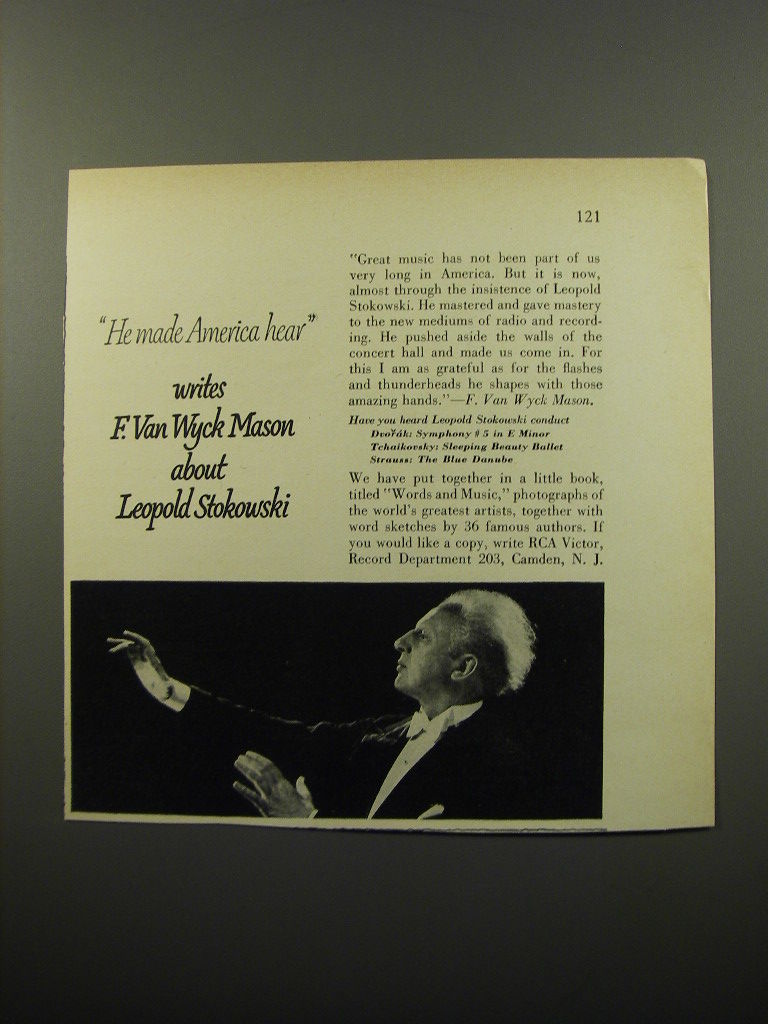 121
"He made America hear"
writes
F. Van Wyck Mason
about
Leopold Stokowski
"Great music has not been part of us
very long in America. But it is now,
almost through the insistence of Leopold
Stokowski. He mastered and gave mastery
to the new mediums of radio and record-
ing. He pushed aside the walls of the
concert hall and made us come in. For
this I am as grateful as for the flashes
and thunderheads he shapes with those
amazing hands."—F. Van Wyck Mason.
Have you heard Leopold Stokowski conduct
Dvořák: Symphony # 5 in E Minor
Tchaikovsky: Sleeping Beauty Ballet
Strauss: The Blue Danube
We have put together in a little book,
titled "Words and Music," photographs of
the world's greatest artists, together with
word sketches by 36 famous authors. If
you would like a copy, write RCA Victor,
Record Department 203, Camden, N. J.